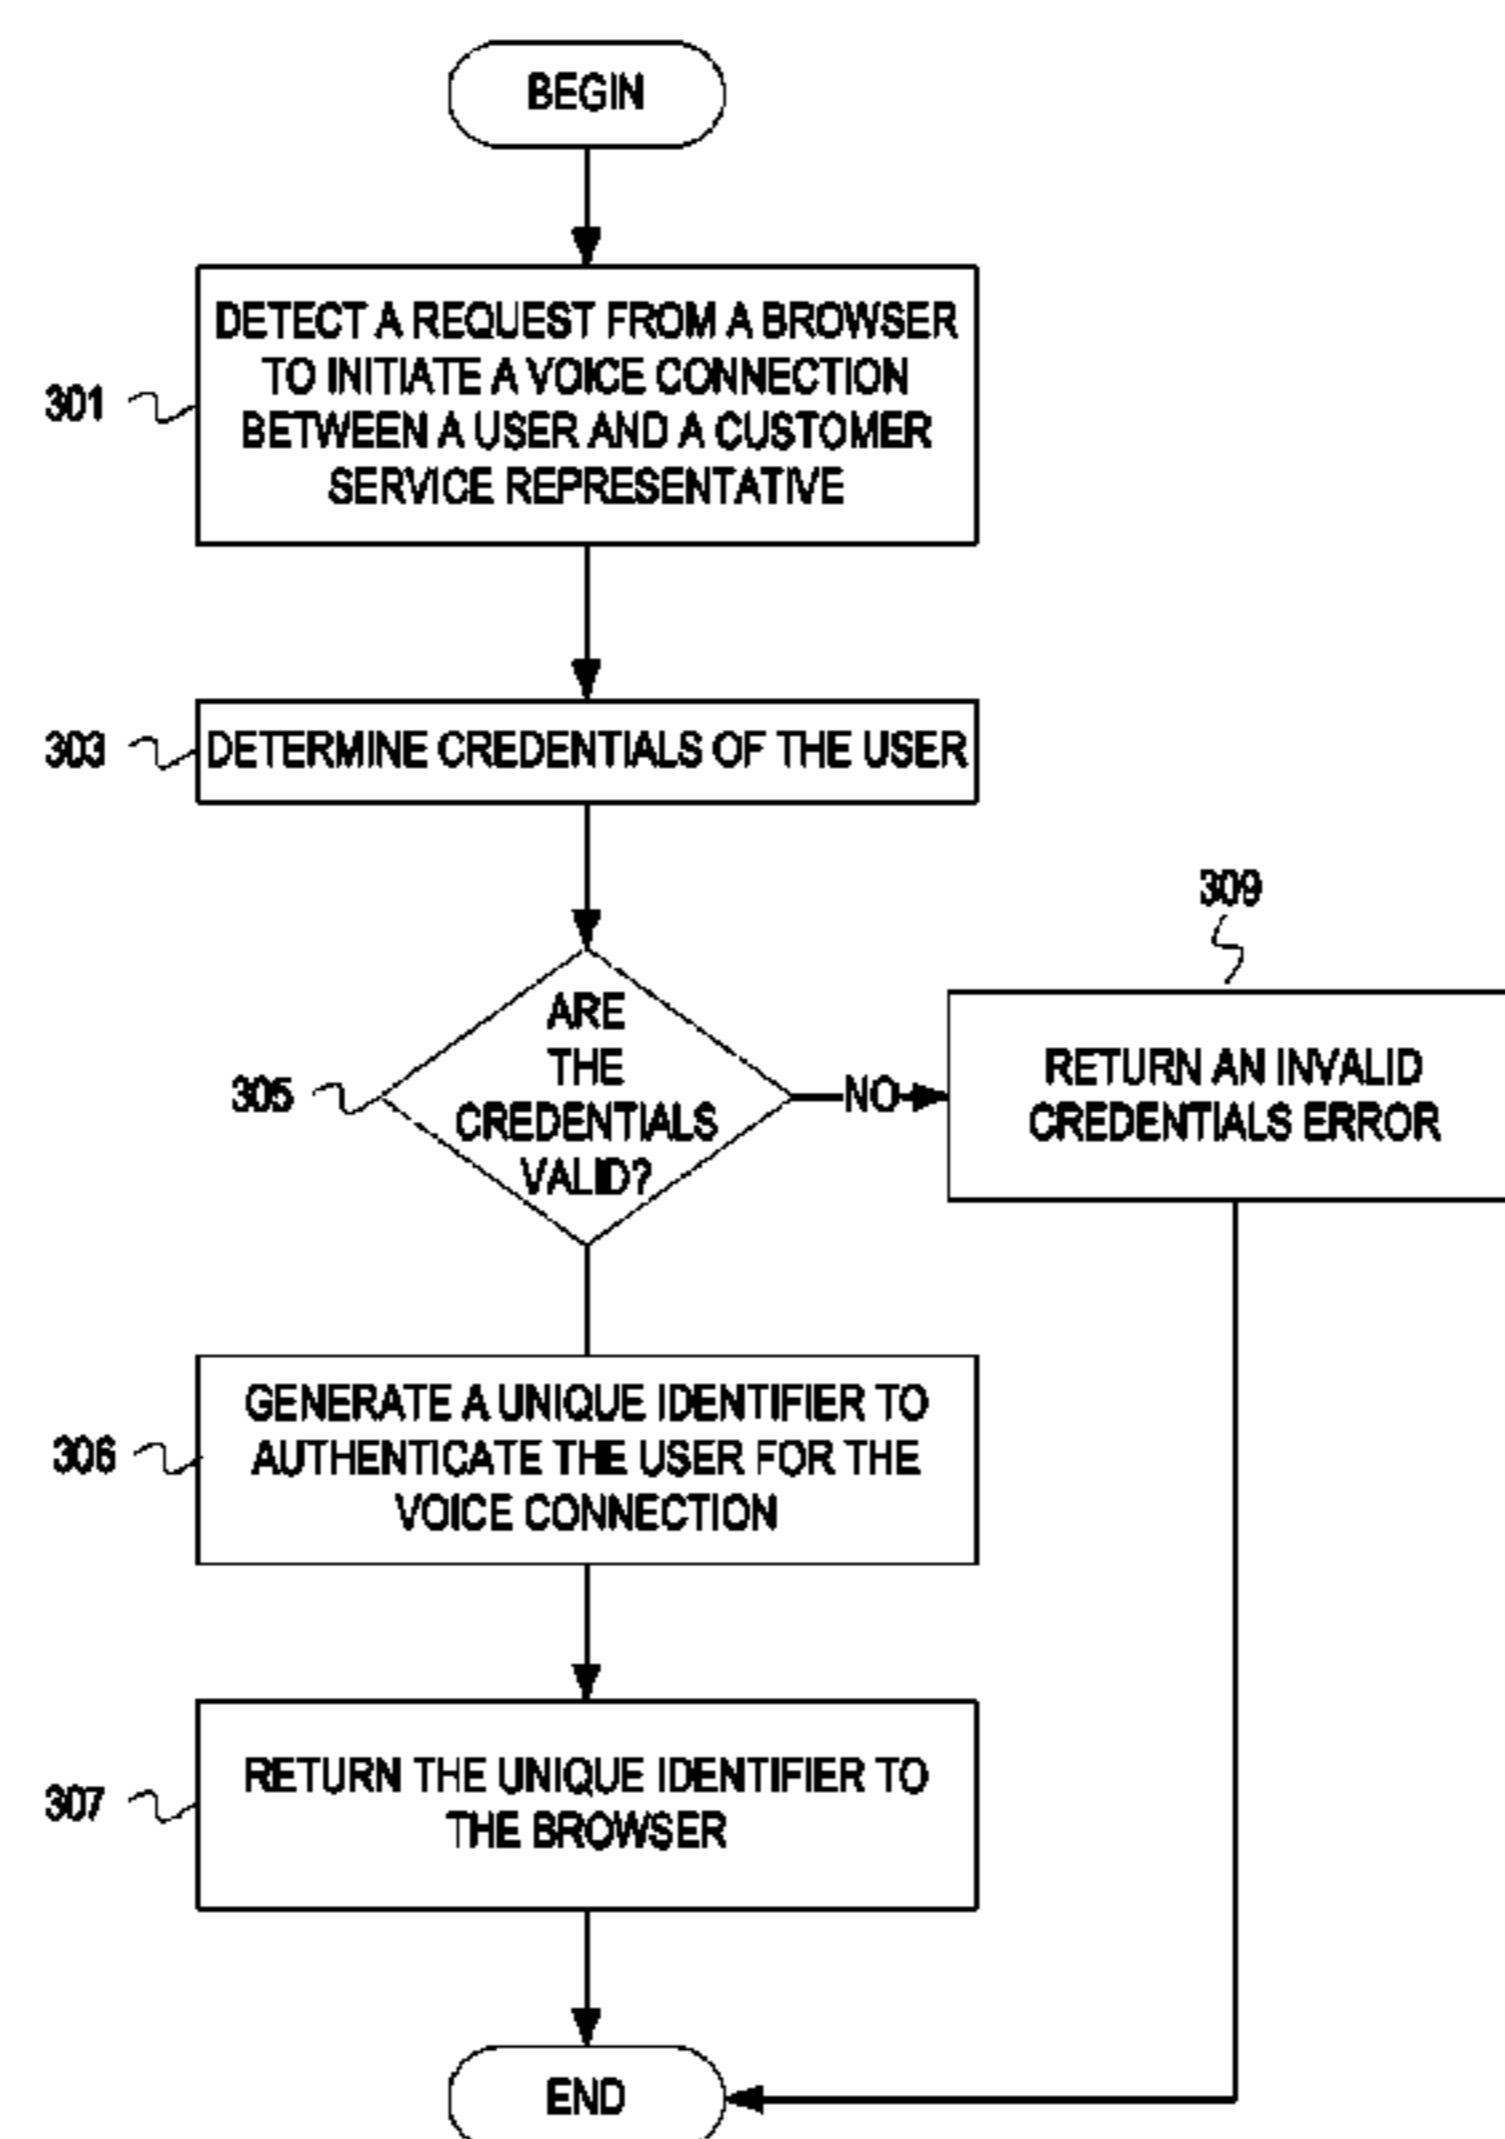 BEGIN
301
DETECT A REQUEST FROM A BROWSER
TO INITIATE A VOICE CONNECTION
BETWEEN A USER AND A CUSTOMER
SERVICE REPRESENTATIVE
303
DETERMINE CREDENTIALS OF THE USER
305
ARE
THE
CREDENTIALS
VALID?
NO
309
RETURN AN INVALID
CREDENTIALS ERROR
306
GENERATE A UNIQUE IDENTIFIER TO
AUTHENTICATE THE USER FOR THE
VOICE CONNECTION
307
RETURN THE UNIQUE IDENTIFIER TO
THE BROWSER
END